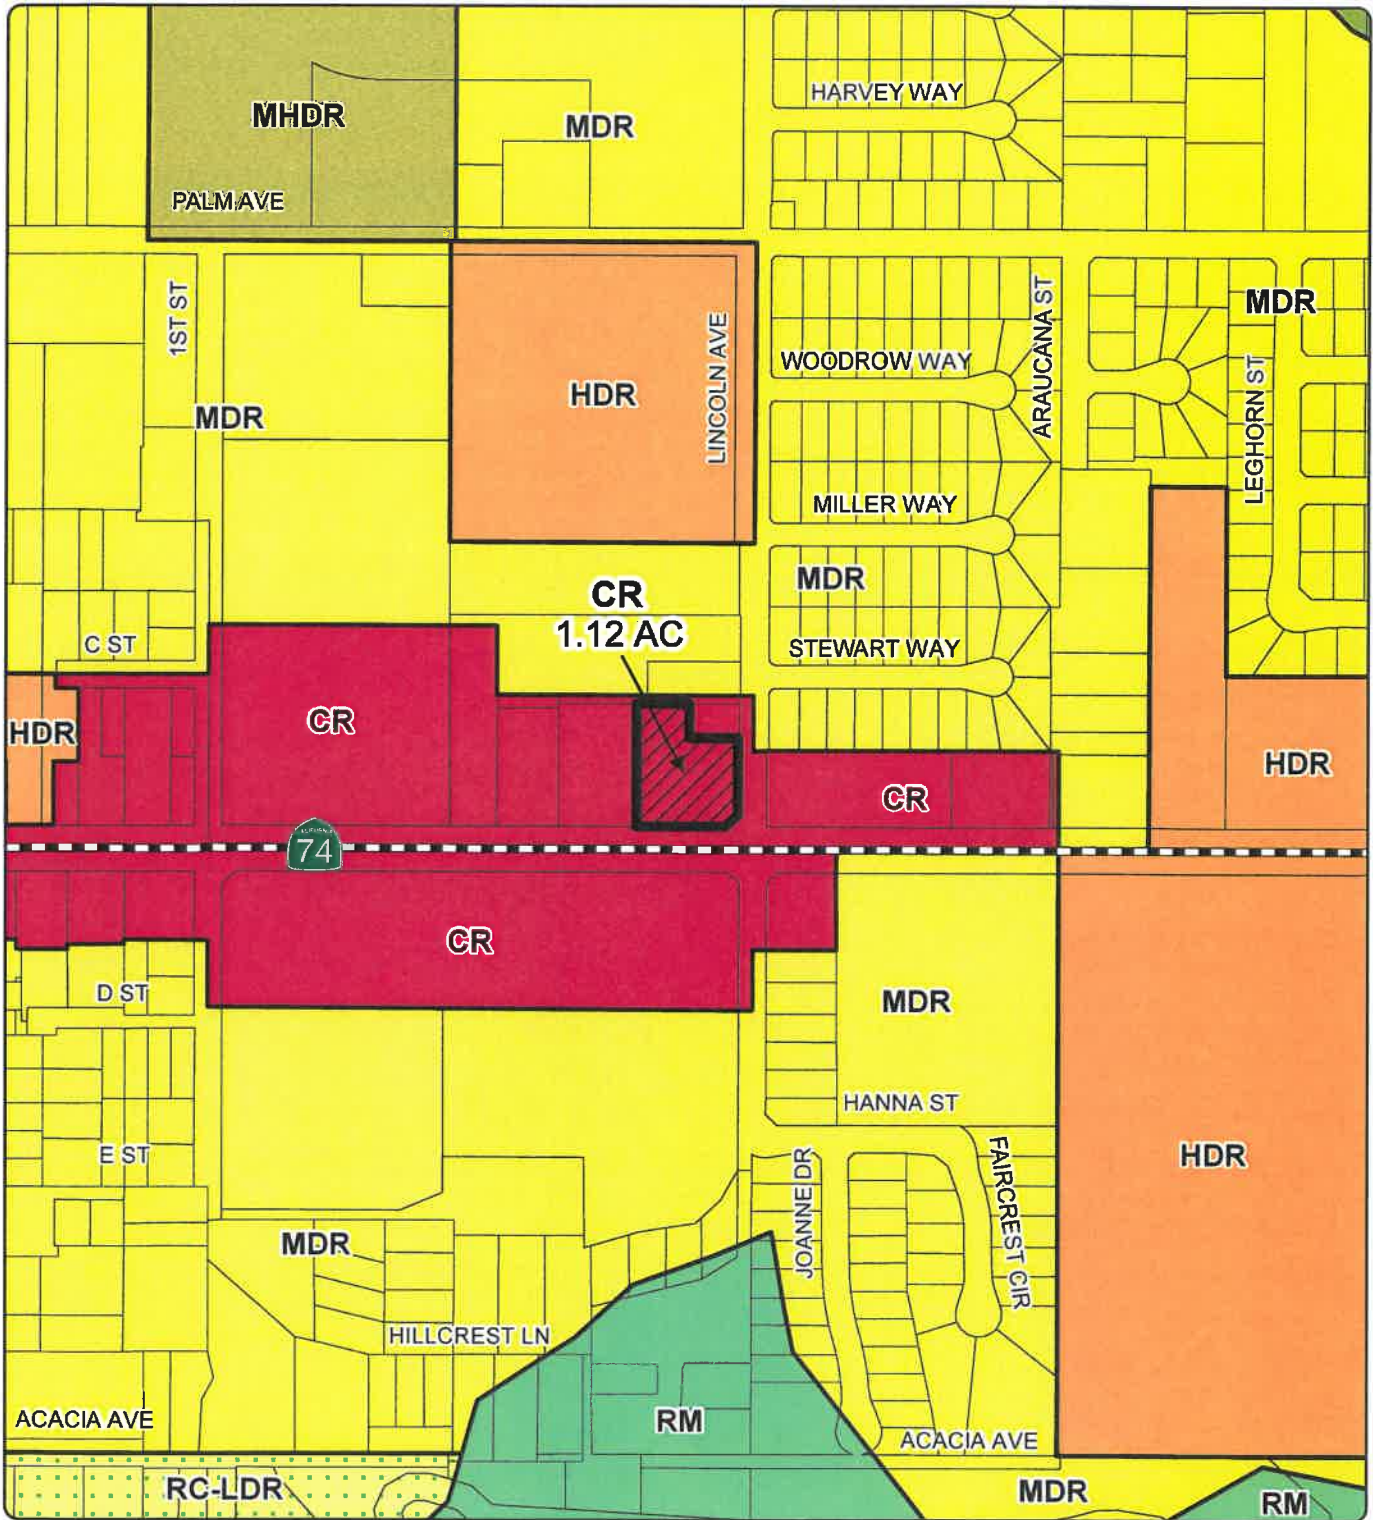 HARVEY WAY
MHDR
MDR
PALM AVE
1ST ST
MDR
ARAUCANA ST
LINCOLN AVE
WOODROW WAY
LEGHORN ST
HDR
MDR
MILLER WAY
MDR
CR
1.12 AC
C ST
STEWART WAY
CR
HDR
HDR
CR
CALIFORNIA
74
CR
D ST
MDR
HANNA ST
E ST
HDR
JOANNE DR
FAIRCREST CIR
MDR
HILLCREST LN
ACACIA AVE
RM
ACACIA AVE
RC-LDR
MDR
RM